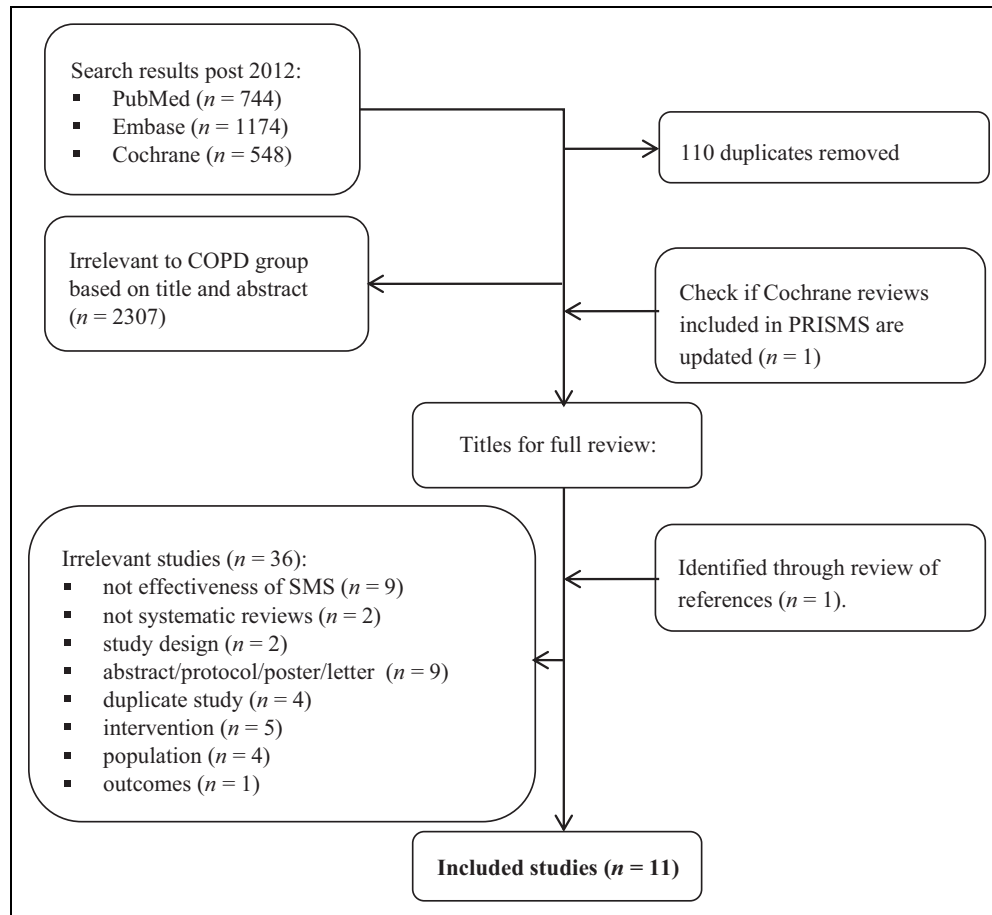 Search results post 2012:
▪ PubMed (n = 744)
▪ Embase (n = 1174)
▪ Cochrane (n = 548)
110 duplicates removed
Irrelevant to COPD group
based on title and abstract
(n = 2307)
Check if Cochrane reviews
included in PRISMS are
updated (n = 1)
Titles for full review:
Irrelevant studies (n = 36):
▪ not effectiveness of SMS (n = 9)
▪ not systematic reviews (n = 2)
▪ study design (n = 2)
▪ abstract/protocol/poster/letter (n = 9)
▪ duplicate study (n = 4)
▪ intervention (n = 5)
▪ population (n = 4)
▪ outcomes (n = 1)
Identified through review of
references (n = 1).
Included studies (n = 11)